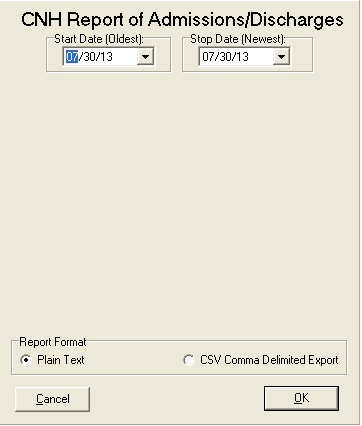 CNH Report of Admissions/Discharges
Start Date (Oldest): Stop Date (Newest):
07/30/13 07/30/13
Report Format
Plain Text CSV Comma Delimited Export
Cancel OK